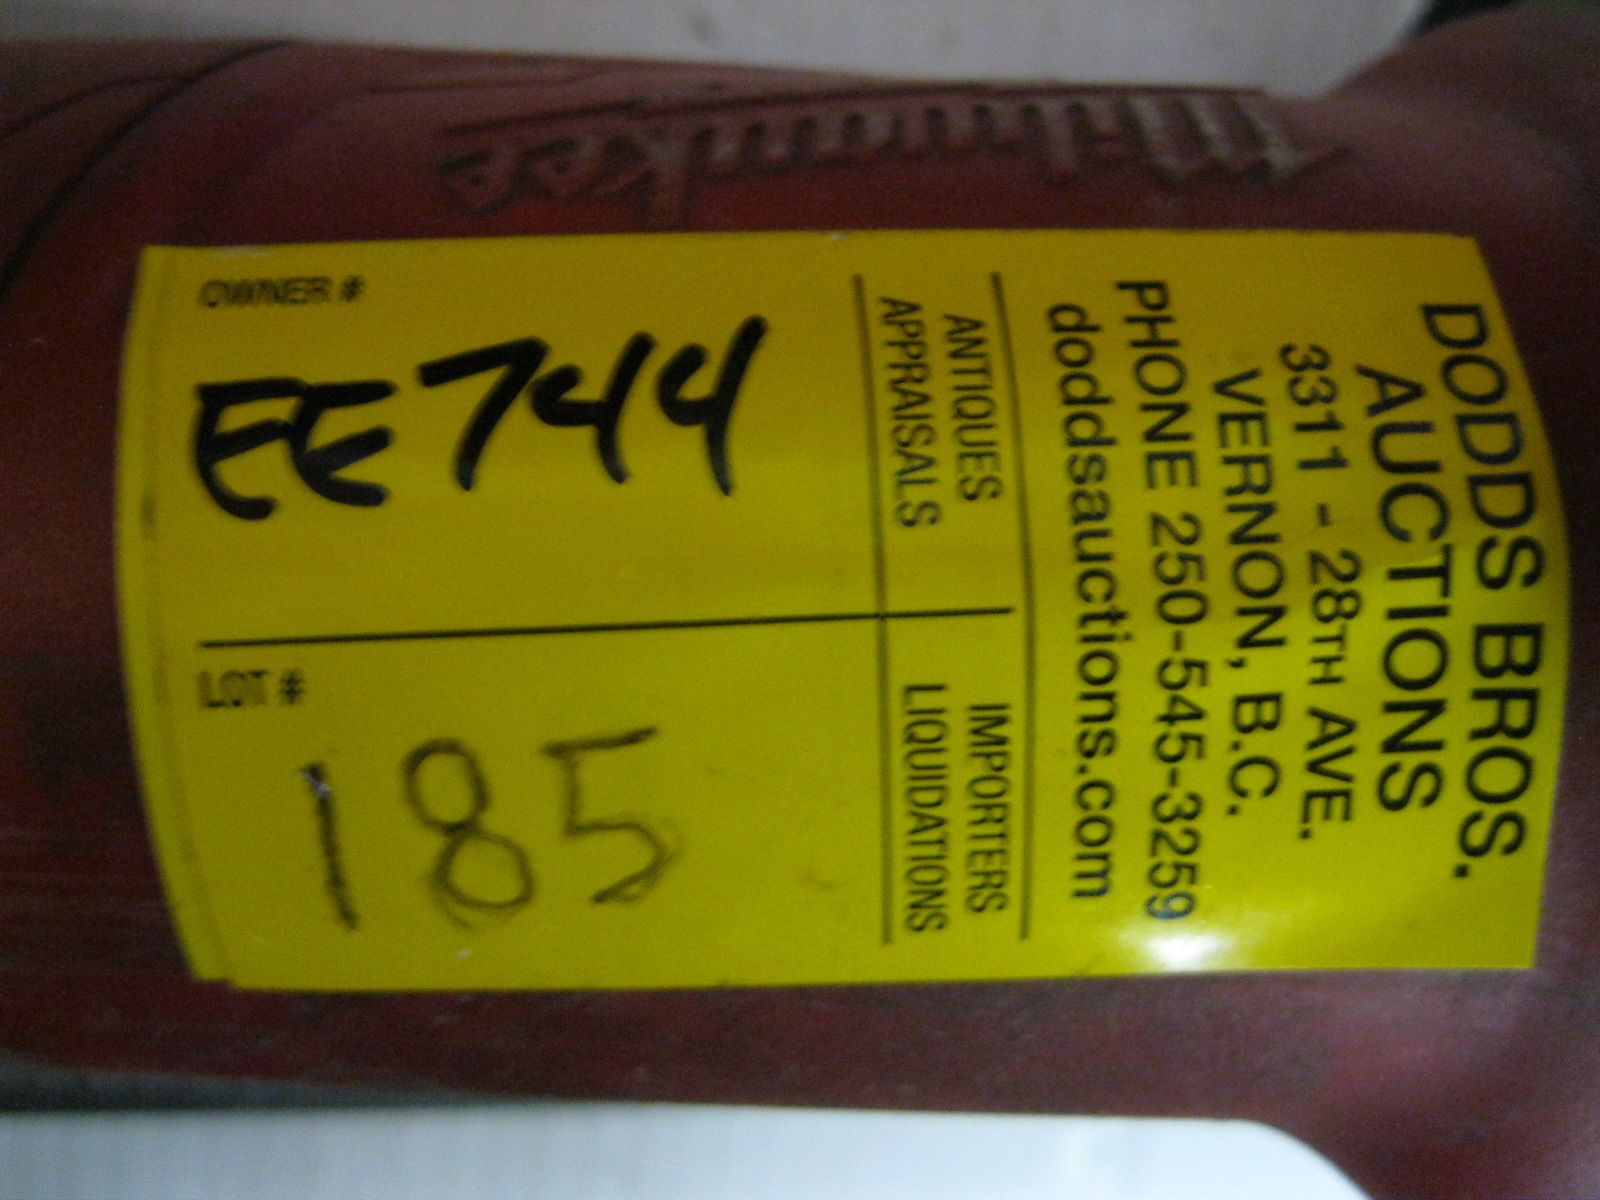 Milwaukee
DODDS BROS.
AUCTIONS
3311 - 28TH AVE.
VERNON, B.C.
PHONE 250-545-3259
doddsauctions.com
ANTIQUES
APPRAISALS
IMPORTERS
LIQUIDATIONS
OWNER #
EE744
LOT #
185